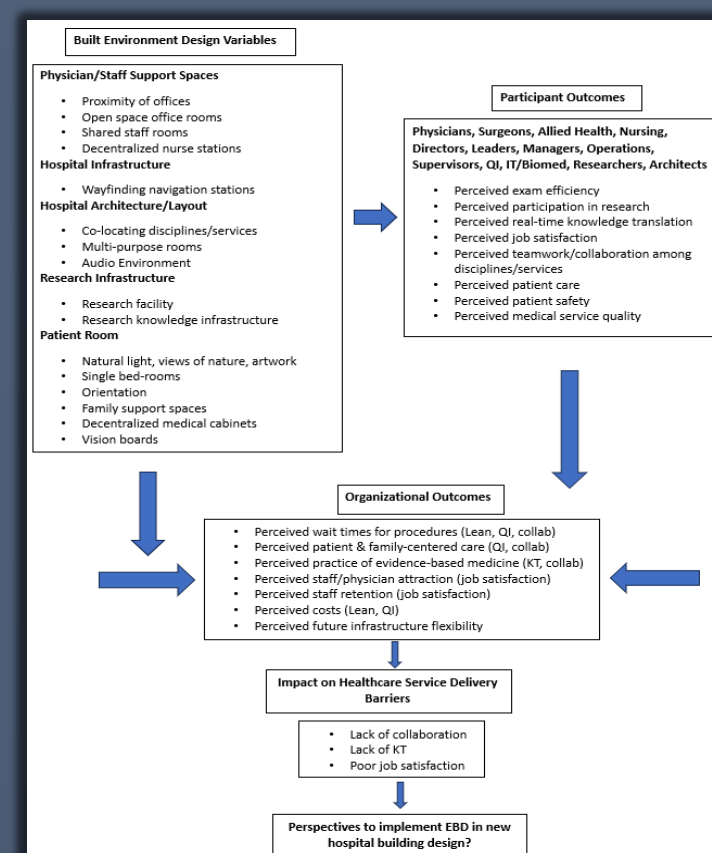 Built Environment Design Variables
Physician/Staff Support Spaces
• Proximity of offices
• Open space office rooms
• Shared staff rooms
• Decentralized nurse stations
Hospital Infrastructure
• Wayfinding navigation stations
Hospital Architecture/Layout
• Co-locating disciplines/services
• Multi-purpose rooms
• Audio Environment
Research Infrastructure
• Research facility
• Research knowledge infrastructure
Patient Room
• Natural light, views of nature, artwork
• Single bed-rooms
• Orientation
• Family support spaces
• Decentralized medical cabinets
• Vision boards
Participant Outcomes
Physicians, Surgeons, Allied Health, Nursing,
Directors, Leaders, Managers, Operations,
Supervisors, QI, IT/Biomed, Researchers, Architects
• Perceived exam efficiency
• Perceived participation in research
• Perceived real-time knowledge translation
• Perceived job satisfaction
• Perceived teamwork/collaboration among
disciplines/services
• Perceived patient care
• Perceived patient safety
• Perceived medical service quality
Organizational Outcomes
• Perceived wait times for procedures (Lean, QI, collab)
• Perceived patient & family-centered care (QI, collab)
• Perceived practice of evidence-based medicine (KT, collab)
• Perceived staff/physician attraction (job satisfaction)
• Perceived staff retention (job satisfaction)
• Perceived costs (Lean, QI)
• Perceived future infrastructure flexibility
Impact on Healthcare Service Delivery
Barriers
• Lack of collaboration
• Lack of KT
• Poor job satisfaction
Perspectives to implement EBD in new
hospital building design?